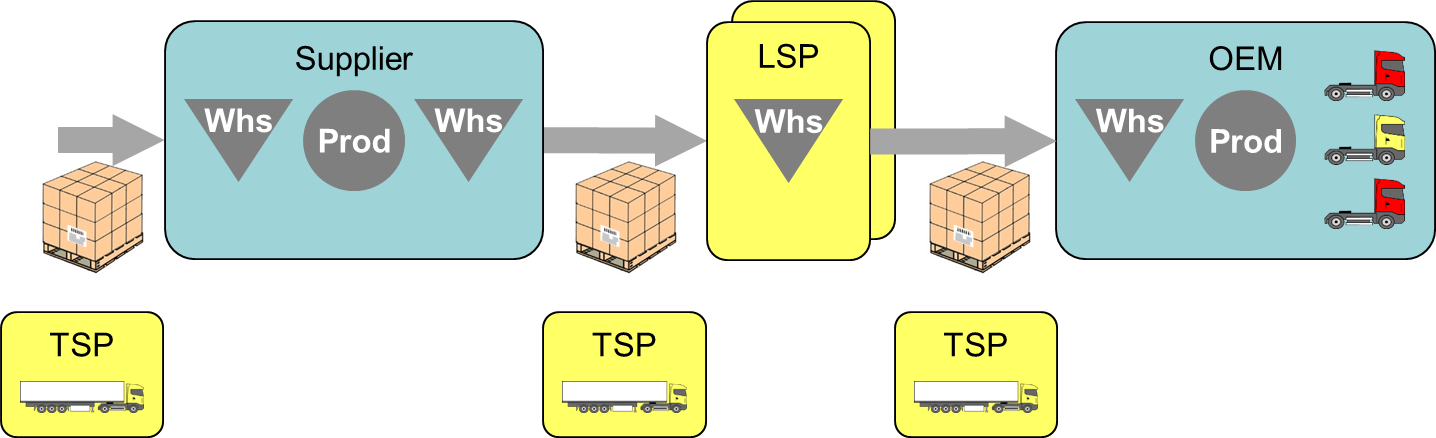 Supplier
Whs
Prod
Whs
LSP
Whs
OEM
Whs
Prod
TSP
TSP
TSP